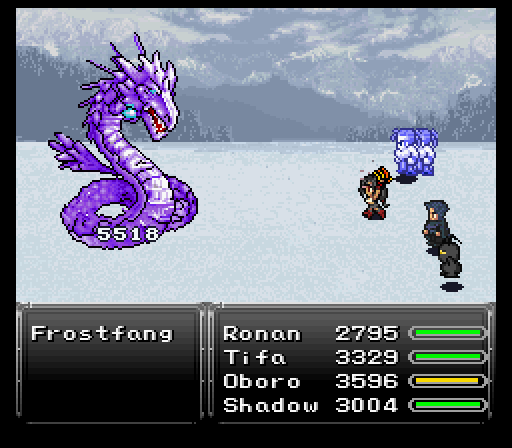 5518
Frostfang
Ronan 2795
Tifa 3329
Oboro 3596
Shadow 3004